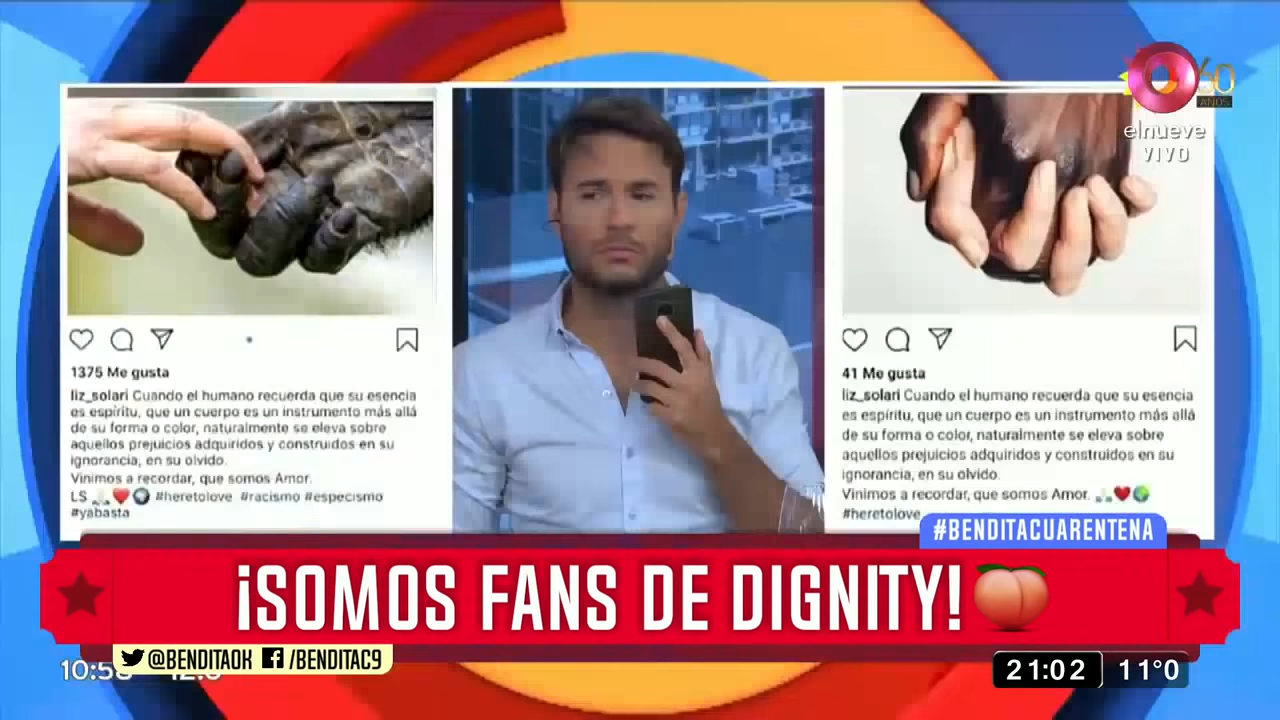 60
AÑOS
elnueve
VIVO
1375 Me gusta
liz_solari Cuando el humano recuerda que su esencia
es espíritu, que un cuerpo es un instrumento más allá
de su forma o color, naturalmente se eleva sobre
aquellos prejuicios adquiridos y construidos en su
ignorancia, en su olvido.
Vinimos a recordar, que somos Amor.
LS 🙏🏻❤️🌍 #heretolove #racismo #especismo
#yabasta
41 Me gusta
liz_solari Cuando el humano recuerda que su esencia
es espíritu, que un cuerpo es un instrumento más allá
de su forma o color, naturalmente se eleva sobre
aquellos prejuicios adquiridos y construidos en su
ignorancia, en su olvido.
Vinimos a recordar, que somos Amor. 🙏🏻❤️🌍
#heretolove
#BENDITACUARENTENA
¡SOMOS FANS DE DIGNITY!🍑
@BENDITAOK /BENDITAC9
21:02 11°0